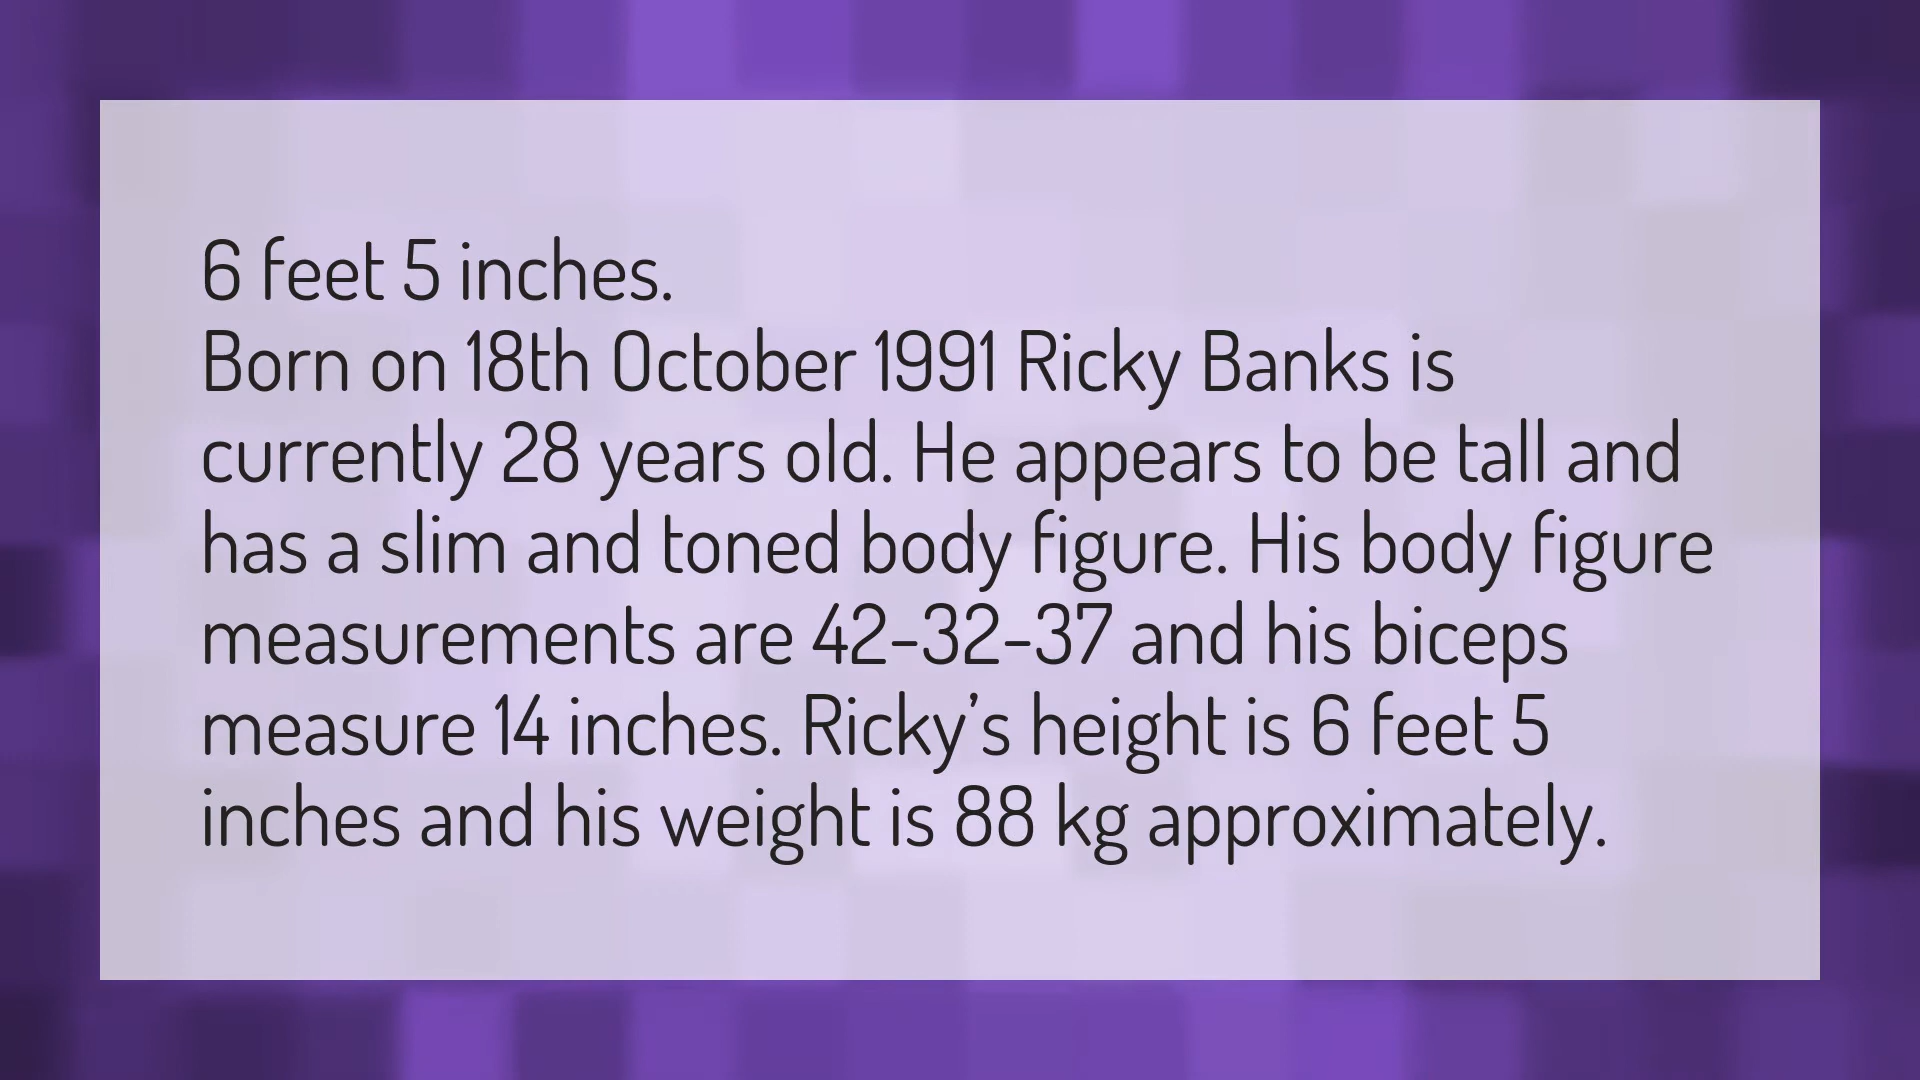 6 feet 5 inches.
Born on 18th October 1991 Ricky Banks is
currently 28 years old. He appears to be tall and
has a slim and toned body figure. His body figure
measurements are 42-32-37 and his biceps
measure 14 inches. Ricky’s height is 6 feet 5
inches and his weight is 88 kg approximately.